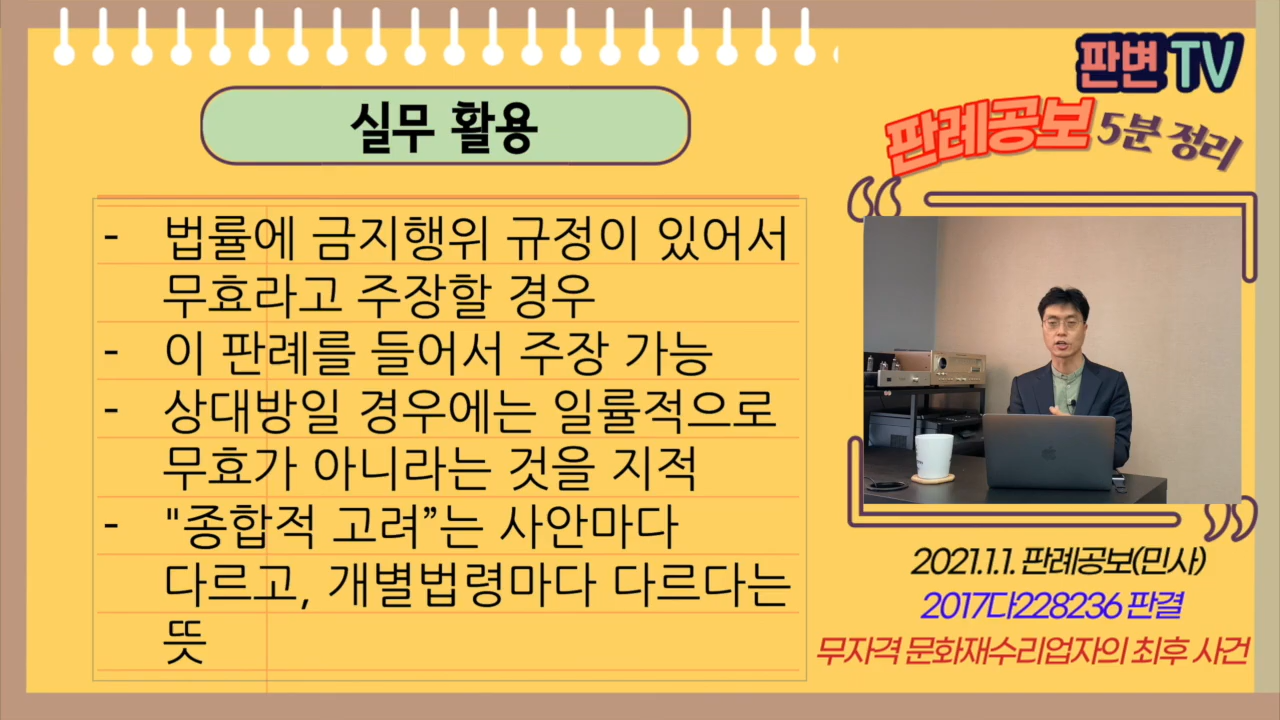 판변 TV
판례공보 5분 정리
실무 활용
- 법률에 금지행위 규정이 있어서
무효라고 주장할 경우
- 이 판례를 들어서 주장 가능
- 상대방일 경우에는 일률적으로
무효가 아니라는 것을 지적
- "종합적 고려”는 사안마다
다르고, 개별법령마다 다르다는
뜻
2021.1.1. 판례공보(민사)
2017다228236 판결
무자격 문화재수리업자의 최후 사건